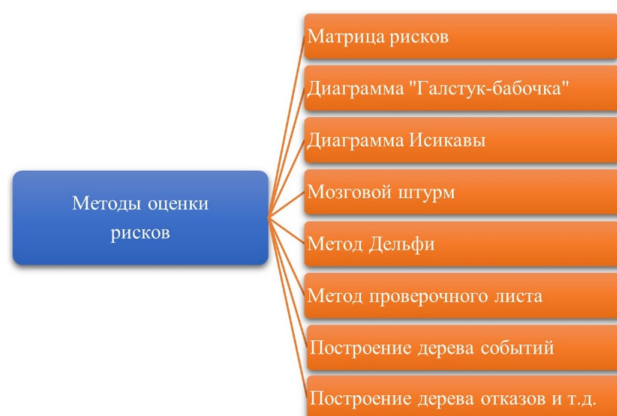 Матрица рисков
Диаграмма "Галстук-бабочка"
Диаграмма Исикавы
Методы оценки
рисков
Мозговой штурм
Метод Дельфи
Метод проверочного листа
Построение дерева событий
Построение дерева отказов и т.д.